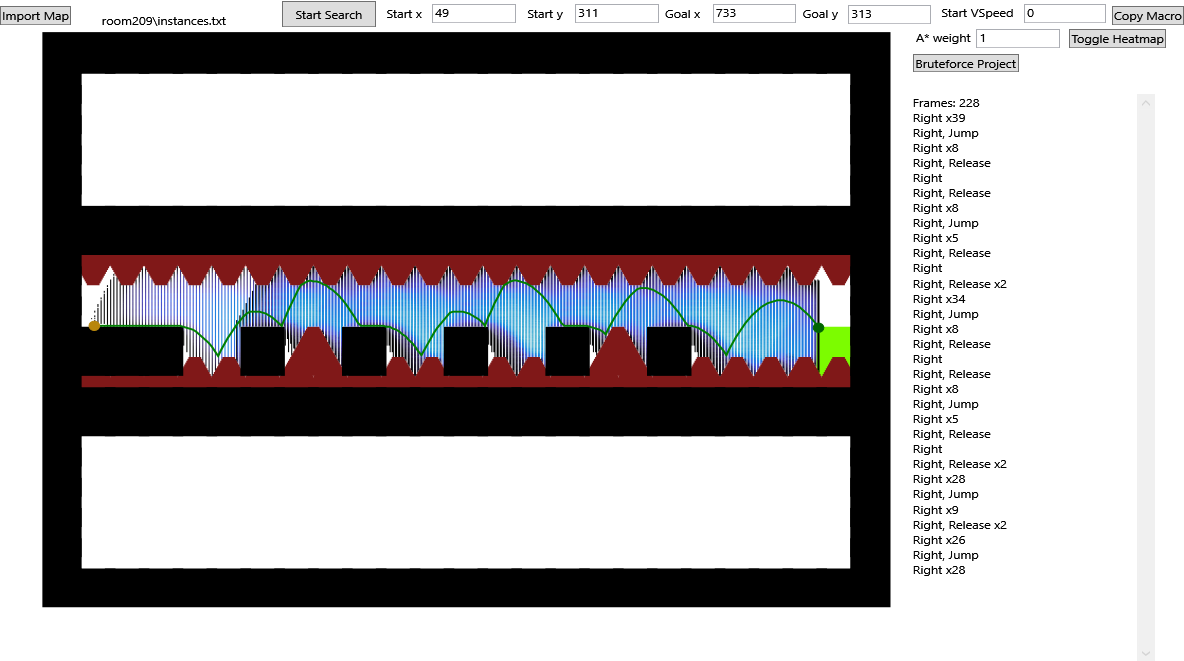 Import Map
room209\instances.txt
Start Search
Start x 49
Start y 311
Goal x 733
Goal y 313
Start VSpeed 0
Copy Macro
A* weight 1
Toggle Heatmap
Bruteforce Project
Frames: 228
Right x39
Right, Jump
Right x8
Right, Release
Right
Right, Release
Right x8
Right, Jump
Right x5
Right, Release
Right
Right, Release x2
Right x34
Right, Jump
Right x8
Right, Release
Right
Right, Release
Right x8
Right, Jump
Right x5
Right, Release
Right
Right, Release x2
Right x28
Right, Jump
Right x9
Right, Release x2
Right x26
Right, Jump
Right x28